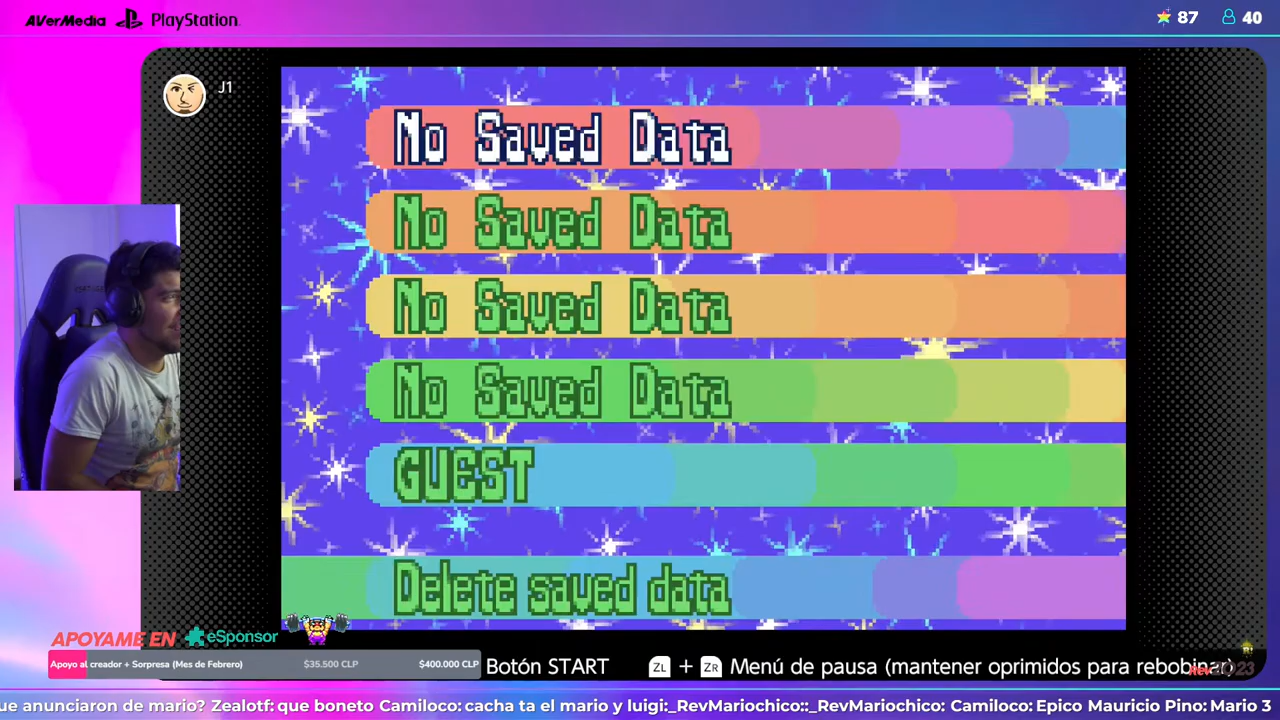 AVerMedia PlayStation
87 40
J1
No Saved Data
No Saved Data
No Saved Data
No Saved Data
GUEST
Delete saved data
APOYAME EN eSponsor
Apoyo al creador + Sorpresa (Mes de Febrero) $35.500 CLP $400.000 CLP
Botón START ZL + ZR Menú de pausa (mantener oprimidos para rebobinar)
ue anunciaron de mario? Zealotf: que boneto Camiloco: cacha ta el mario y luigi:_RevMariochico::_RevMariochico: Camiloco: Epico Mauricio Pino: Mario 3